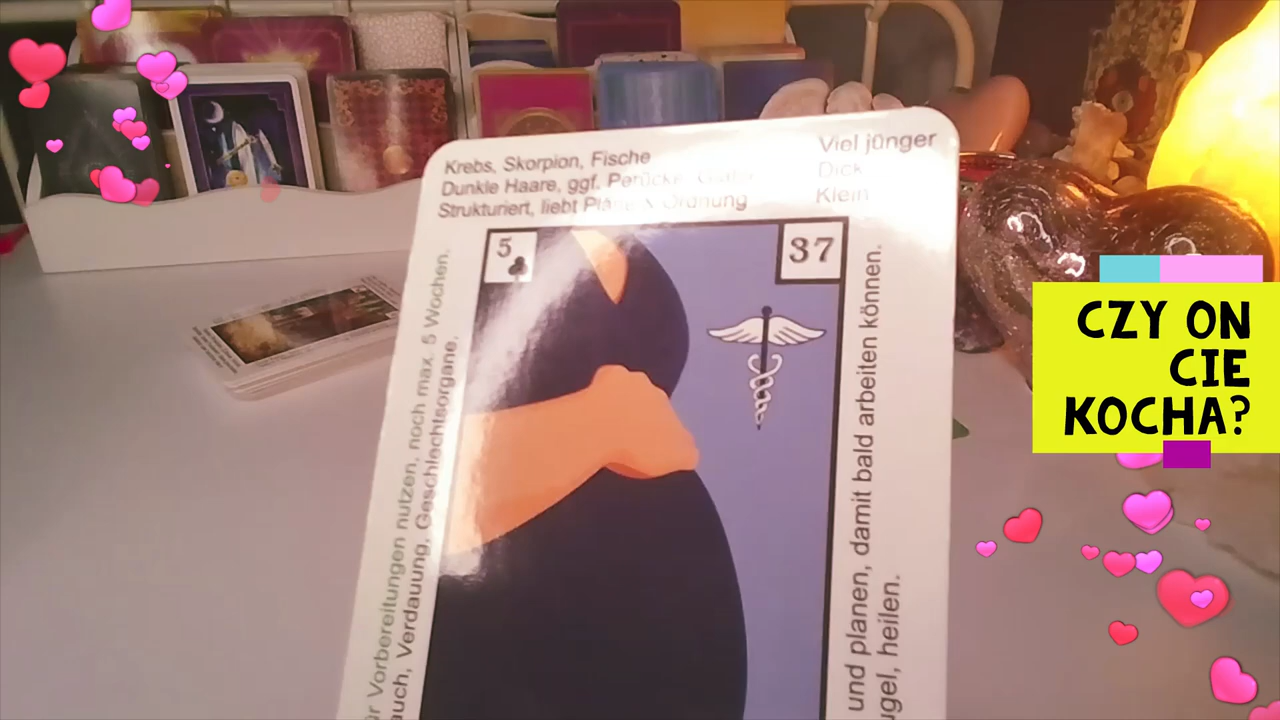 Krebs, Skorpion, Fische
Dunkle Haare, ggf. Perücke,
Strukturiert, liebt Ordnung
Viel jünger
Dick
Klein
5
37
Vorbereitungen nutzen, noch max. 5 Wochen.
Verdauung, Geschlechtsorgane.
und planen, damit bald arbeiten können.
heilen.
CZY ON
CIE
KOCHA?